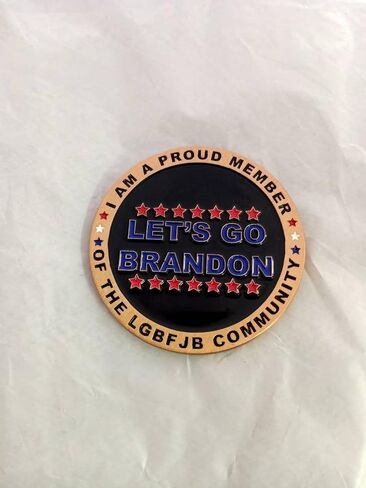 I AM A PROUD MEMBER
LET'S GO
BRANDON
OF THE LGBFJB COMMUNITY